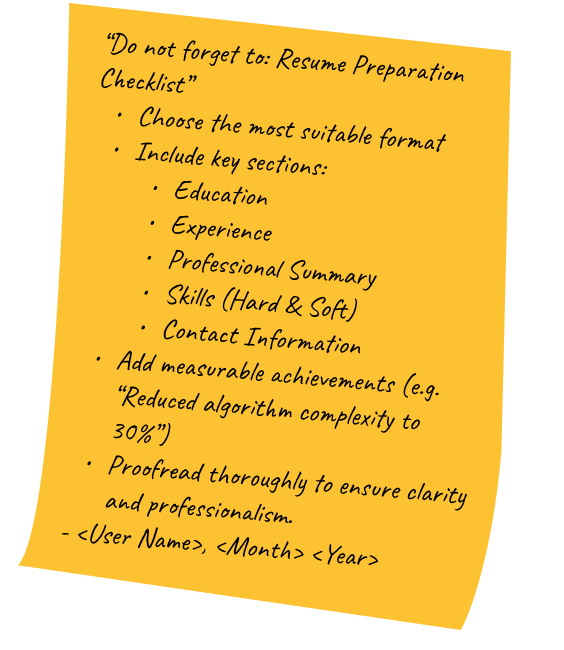 “Do not forget to: Resume Preparation
Checklist”
• Choose the most suitable format
• Include key sections:
• Education
• Experience
• Professional Summary
• Skills (Hard & Soft)
• Contact Information
• Add measurable achievements (e.g.
“Reduced algorithm complexity to
30%”)
• Proofread thoroughly to ensure clarity
and professionalism.
- <User Name>, <Month> <Year>